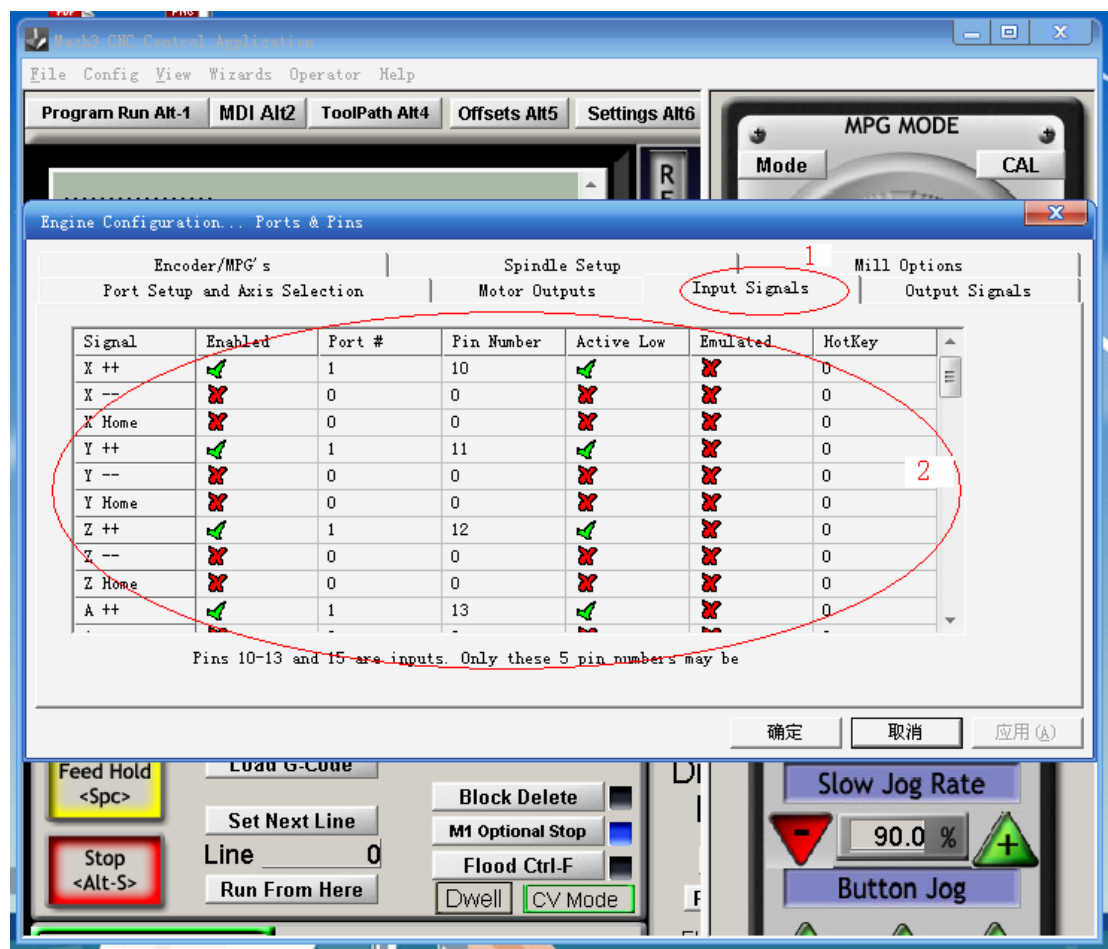 PDF PNG
Mach3 CNC Control Application
File Config View Wizards Operator Help
Program Run Alt-1 MDI Alt2 ToolPath Alt4 Offsets Alt5 Settings Alt6
MPG MODE
Mode CAL
R
Engine Configuration... Ports & Pins
1
Encoder/MPG's Spindle Setup Mill Options
Port Setup and Axis Selection Motor Outputs Input Signals Output Signals
Signal Enabled Port # Pin Number Active Low Emulated HotKey
X ++ 1 10 0
X -- 0 0 0
X Home 0 0 0
Y ++ 1 11 0
Y -- 0 0 0
2
Y Home 0 0 0
Z ++ 1 12 0
Z -- 0 0 0
Z Home 0 0 0
A ++ 1 13 0
Pins 10-13 and 15 are inputs. Only these 5 pin numbers may be
确定 取消 应用(A)
Feed Hold
<Spc>
Load G-Code
Set Next Line
Line 0
Run From Here
Stop
<Alt-S>
Block Delete
M1 Optional Stop
Flood Ctrl-F
Dwell CV Mode
Slow Jog Rate
- 90.0 % +
Button Jog